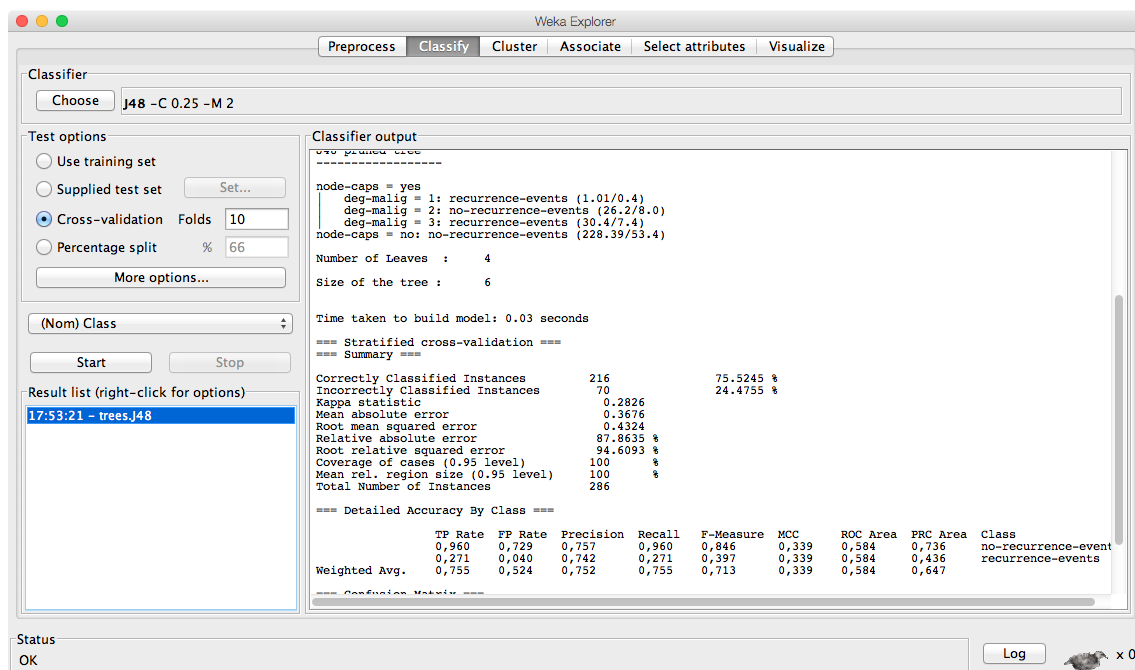 Weka Explorer
Preprocess Classify Cluster Associate Select attributes Visualize
Classifier
Choose J48 -C 0.25 -M 2
Test options
Use training set
Supplied test set Set...
Cross-validation Folds 10
Percentage split % 66
More options...
(Nom) Class
Start Stop
Result list (right-click for options)
17:53:21 - trees.J48
Classifier output
J48 pruned tree
------------------
node-caps = yes
|   deg-malig = 1: recurrence-events (1.01/0.4)
|   deg-malig = 2: no-recurrence-events (26.2/8.0)
|   deg-malig = 3: recurrence-events (30.4/7.4)
node-caps = no: no-recurrence-events (228.39/53.4)
Number of Leaves  : 4
Size of the tree : 6
Time taken to build model: 0.03 seconds
=== Stratified cross-validation ===
=== Summary ===
Correctly Classified Instances 216 75.5245 %
Incorrectly Classified Instances 70 24.4755 %
Kappa statistic 0.2826
Mean absolute error 0.3676
Root mean squared error 0.4324
Relative absolute error 87.8635 %
Root relative squared error 94.6093 %
Coverage of cases (0.95 level) 100 %
Mean rel. region size (0.95 level) 100 %
Total Number of Instances 286
=== Detailed Accuracy By Class ===
TP Rate FP Rate Precision Recall F-Measure MCC ROC Area PRC Area Class
0,960 0,729 0,757 0,960 0,846 0,339 0,584 0,736 no-recurrence-event
0,271 0,040 0,742 0,271 0,397 0,339 0,584 0,436 recurrence-events
Weighted Avg. 0,755 0,524 0,752 0,755 0,713 0,339 0,584 0,647
=== Confusion Matrix ===
Status
OK
Log
x 0